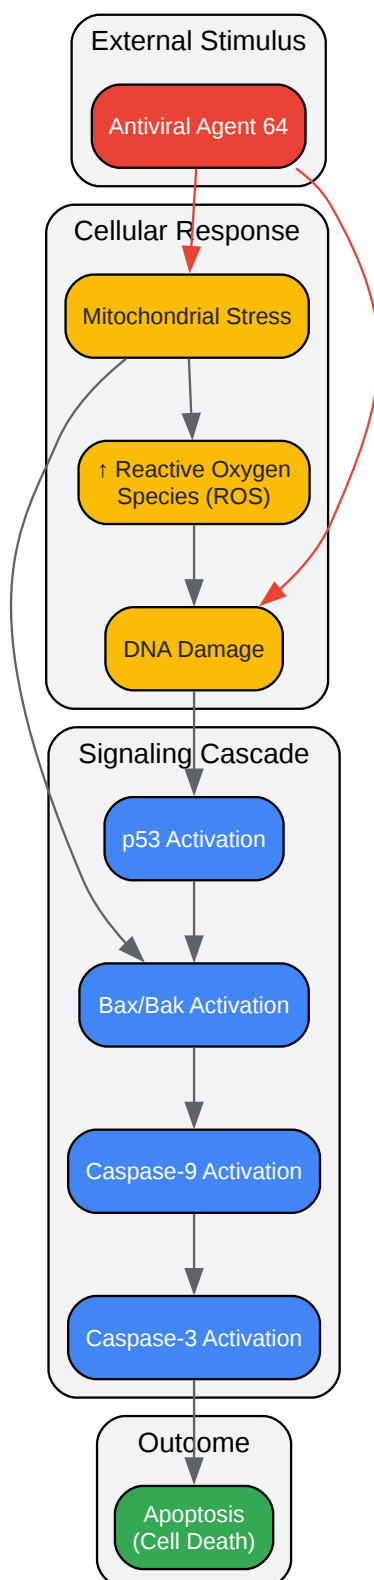 External Stimulus
Antiviral Agent 64
Cellular Response
Mitochondrial Stress
↑ Reactive Oxygen
Species (ROS)
DNA Damage
Signaling Cascade
p53 Activation
Bax/Bak Activation
Caspase-9 Activation
Caspase-3 Activation
Outcome
Apoptosis
(Cell Death)